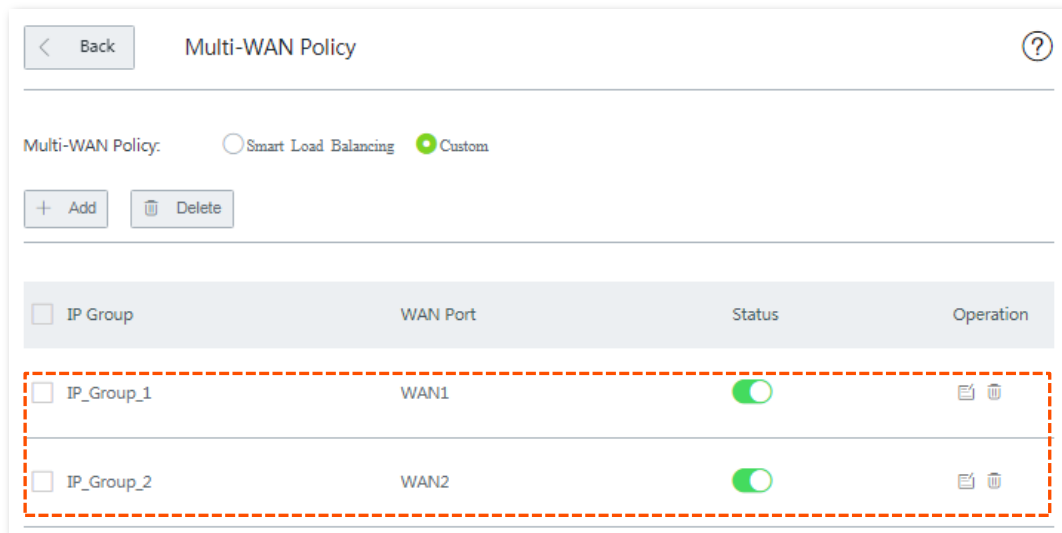 Back Multi-WAN Policy ?
Multi-WAN Policy: Smart Load Balancing Custom
+ Add Delete
IP Group WAN Port Status Operation
IP_Group_1 WAN1
IP_Group_2 WAN2